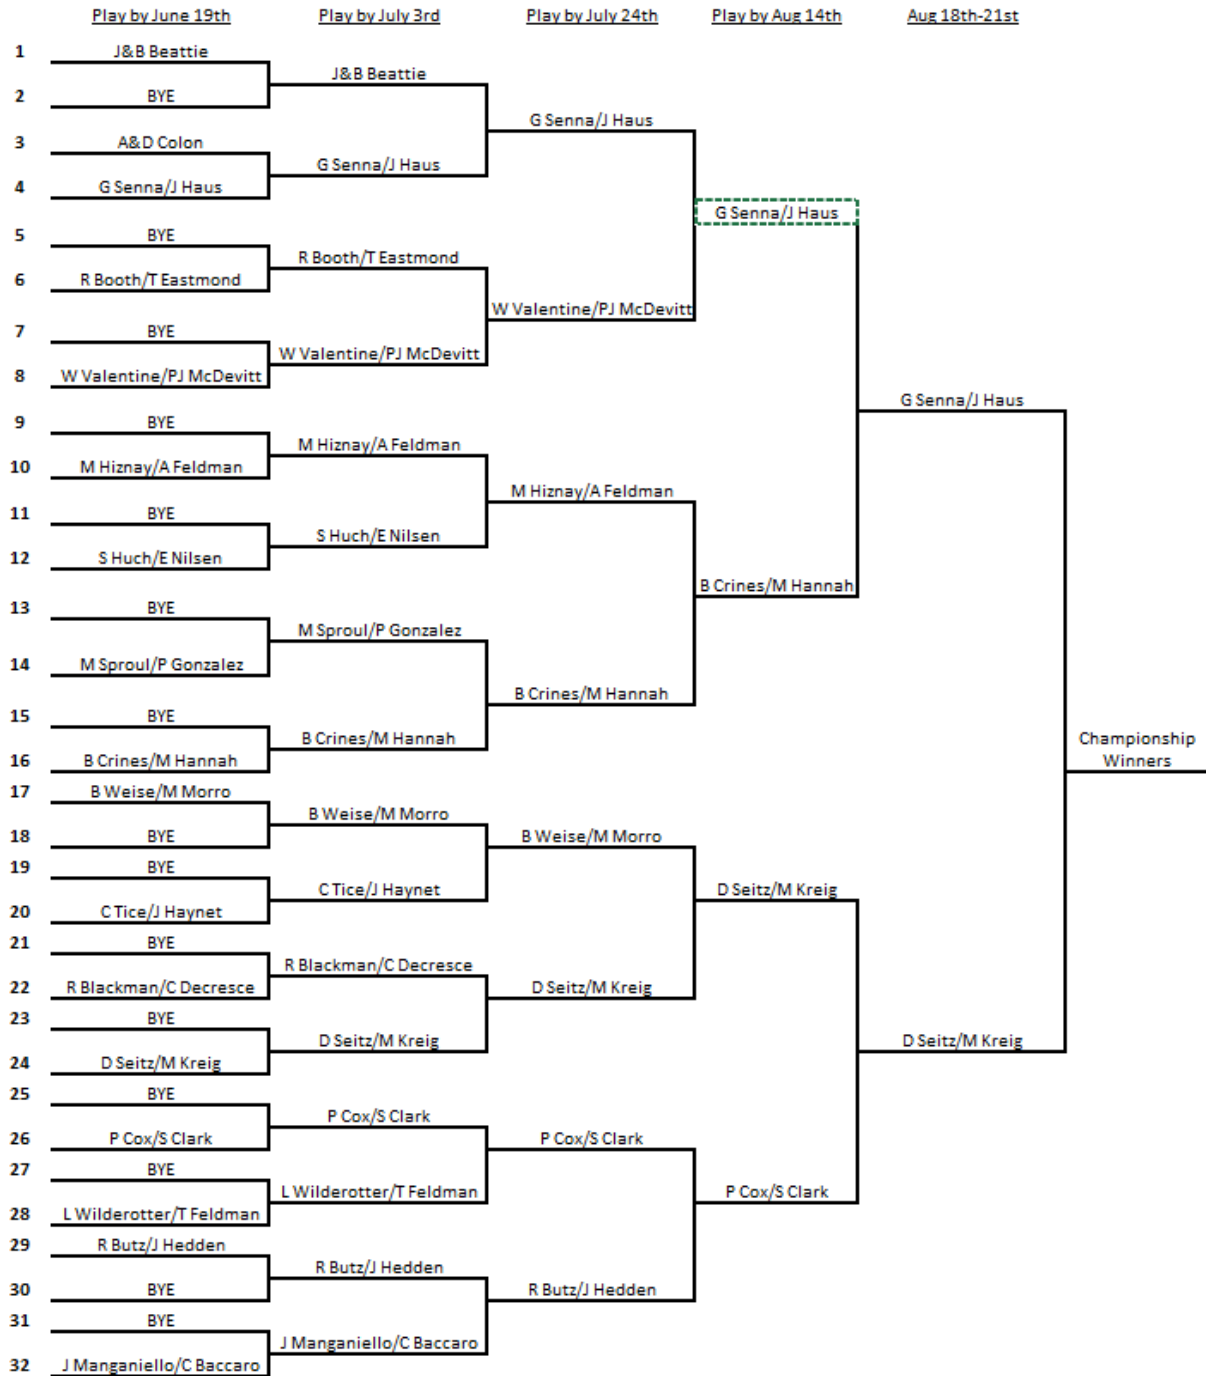 Play by June 19th Play by July 3rd Play by July 24th Play by Aug 14th Aug 18th-21st
1 J&B Beattie
J&B Beattie
2 BYE
G Senna/J Haus
3 A&D Colon
G Senna/J Haus
4 G Senna/J Haus
G Senna/J Haus
5 BYE
R Booth/T Eastmond
6 R Booth/T Eastmond
W Valentine/PJ McDevitt
7 BYE
W Valentine/PJ McDevitt
8 W Valentine/PJ McDevitt
G Senna/J Haus
9 BYE
M Hiznay/A Feldman
10 M Hiznay/A Feldman
M Hiznay/A Feldman
11 BYE
S Huch/E Nilsen
12 S Huch/E Nilsen
B Crines/M Hannah
13 BYE
M Sproul/P Gonzalez
14 M Sproul/P Gonzalez
B Crines/M Hannah
15 BYE
B Crines/M Hannah
Championship
16 B Crines/M Hannah
Winners
17 B Weise/M Morro
B Weise/M Morro
18 BYE
B Weise/M Morro
19 BYE
C Tice/J Haynet
D Seitz/M Kreig
20 C Tice/J Haynet
21 BYE
R Blackman/C Decresce
22 R Blackman/C Decresce
D Seitz/M Kreig
23 BYE
D Seitz/M Kreig
D Seitz/M Kreig
24 D Seitz/M Kreig
25 BYE
P Cox/S Clark
26 P Cox/S Clark
P Cox/S Clark
27 BYE
L Wilderotter/T Feldman
P Cox/S Clark
28 L Wilderotter/T Feldman
29 R Butz/J Hedden
R Butz/J Hedden
30 BYE
R Butz/J Hedden
31 BYE
J Manganiello/C Baccaro
32 J Manganiello/C Baccaro